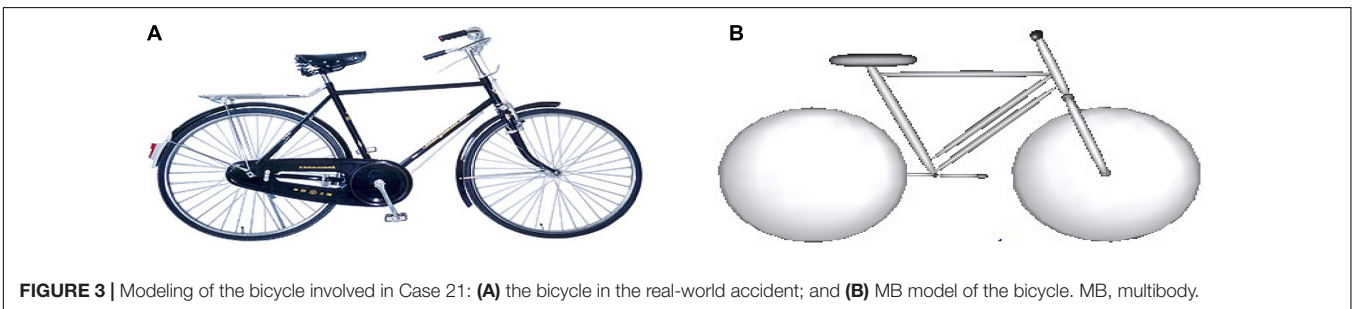 A
B
FIGURE 3 | Modeling of the bicycle involved in Case 21: (A) the bicycle in the real-world accident; and (B) MB model of the bicycle. MB, multibody.